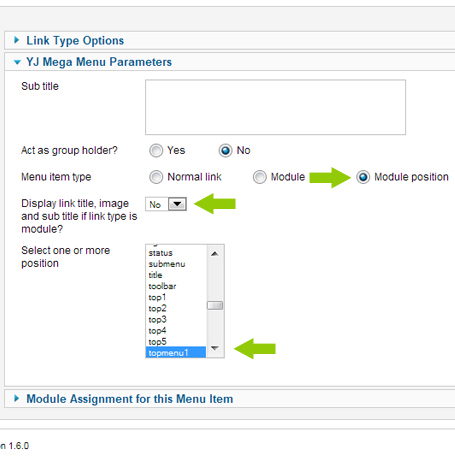 Link Type Options
YJ Mega Menu Parameters
Sub title
Act as group holder? Yes No
Menu item type Normal link Module Module position
Display link title, image No
and sub title if link type is
module?
Select one or more
position
status
submenu
title
toolbar
top1
top2
top3
top4
top5
topmenu1
Module Assignment for this Menu Item
n 1.6.0